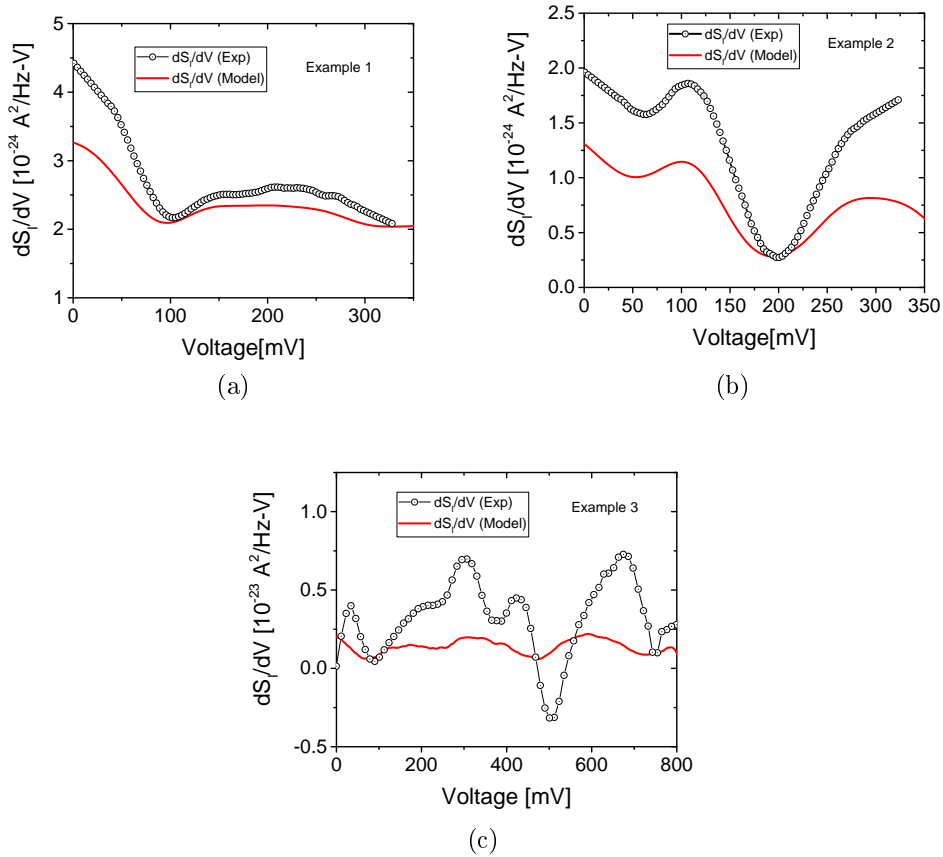 5
4
3
2
1
dS_I/dV [10^-24 A^2/Hz-V]
dS_I/dV (Exp)
dS_I/dV (Model)
Example 1
0
100
200
300
Voltage[mV]
(a)
2.5
2.0
1.5
1.0
0.5
0.0
dS_I/dV [10^-24 A^2/Hz-V]
dS_I/dV (Exp)
dS_I/dV (Model)
Example 2
0
50
100
150
200
250
300
350
Voltage[mV]
(b)
1.0
0.5
0.0
-0.5
dS_I/dV [10^-23 A^2/Hz-V]
dS_I/dV (Exp)
dS_I/dV (Model)
Example 3
0
200
400
600
800
Voltage [mV]
(c)